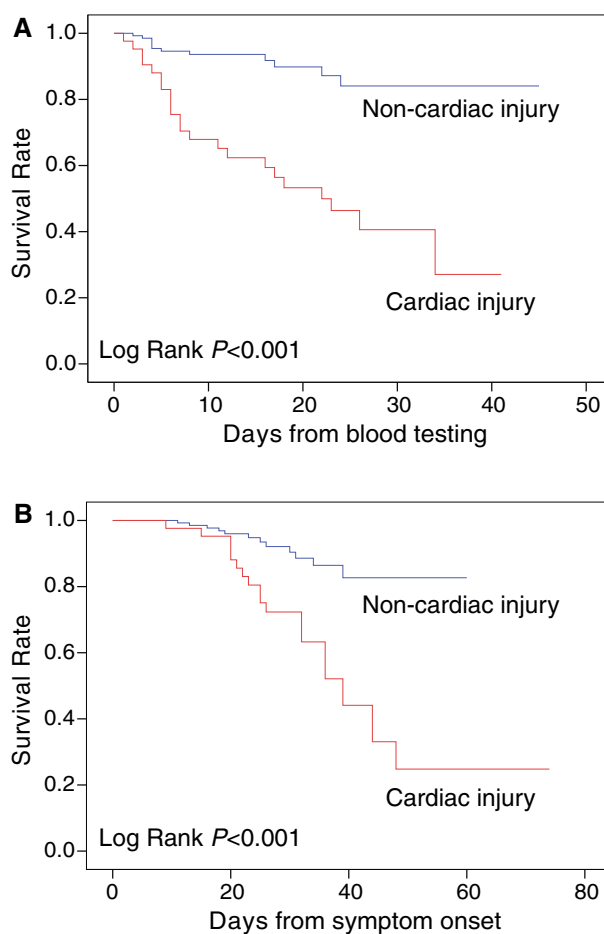 A
1.0
0.8
0.6
0.4
0.2
0.0
Survival Rate
Non-cardiac injury
Cardiac injury
Log Rank P<0.001
0 10 20 30 40 50
Days from blood testing
B
1.0
0.8
0.6
0.4
0.2
0.0
Survival Rate
Non-cardiac injury
Cardiac injury
Log Rank P<0.001
0 20 40 60 80
Days from symptom onset